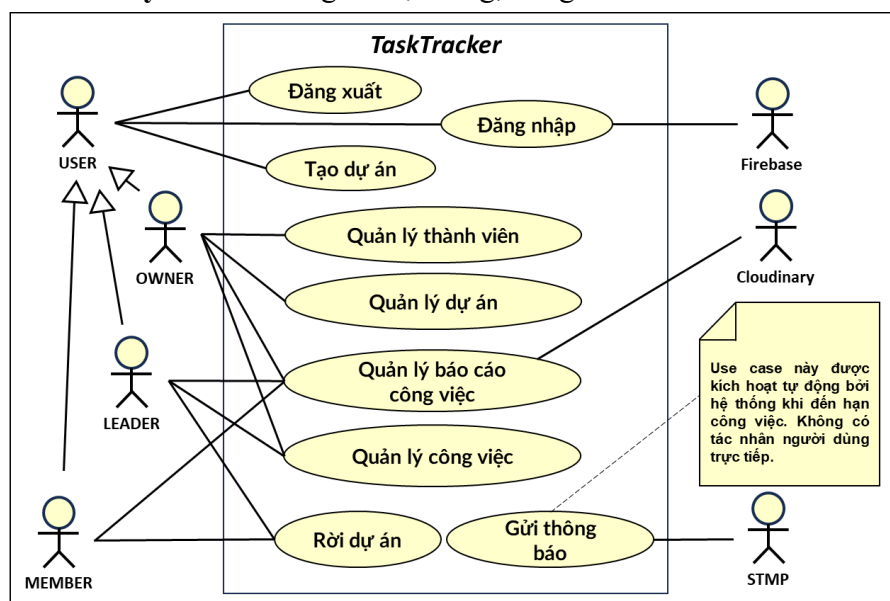 TaskTracker
Đăng xuất
Đăng nhập
Tạo dự án
USER
Firebase
Quản lý thành viên
OWNER
Cloudinary
Quản lý dự án
Quản lý báo cáo
công việc
LEADER
Use case này được
kích hoạt tự động bởi
hệ thống khi đến hạn
công việc. Không có
tác nhân người dùng
trực tiếp.
Quản lý công việc
Rời dự án
Gửi thông
báo
MEMBER
STMP